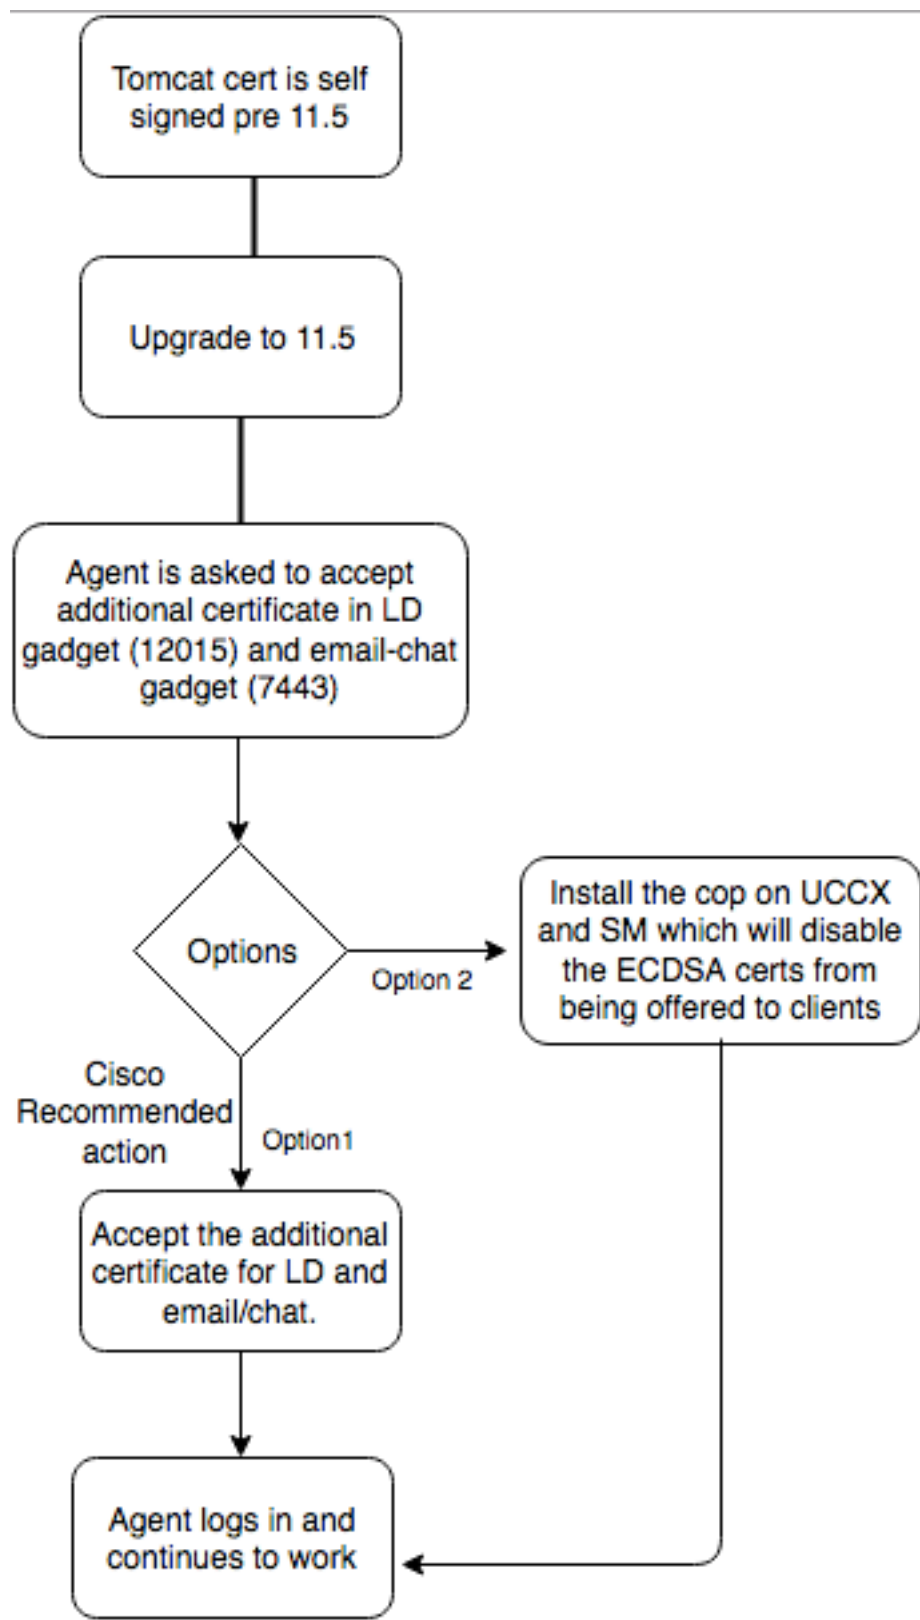 Tomcat cert is self
signed pre 11.5
Upgrade to 11.5
Agent is asked to accept
additional certificate in LD
gadget (12015) and email-chat
gadget (7443)
Options
Option 2
Install the cop on UCCX
and SM which will disable
the ECDSA certs from
being offered to clients
Cisco
Recommended
action
Option1
Accept the additional
certificate for LD and
email/chat.
Agent logs in and
continues to work